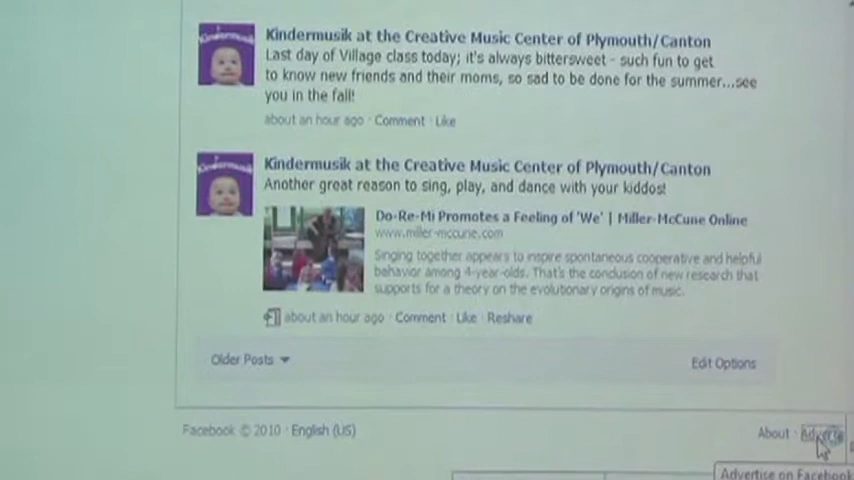 Kindermusik
Kindermusik at the Creative Music Center of Plymouth/Canton
Last day of Village class today; it's always bittersweet - such fun to get
to know new friends and their moms, so sad to be done for the summer...see
you in the fall!
about an hour ago · Comment · Like
Kindermusik
Kindermusik at the Creative Music Center of Plymouth/Canton
Another great reason to sing, play, and dance with your kiddos!
Do-Re-Mi Promotes a Feeling of 'We' | Miller-McCune Online
www.miller-mccune.com
Singing together appears to inspire spontaneous cooperative and helpful
behavior among 4-year-olds. That's the conclusion of new research that
supports for a theory on the evolutionary origins of music.
about an hour ago · Comment · Like · Reshare
Older Posts
Edit Options
Facebook © 2010 · English (US)
About · Adverti
Advertise on Facebook